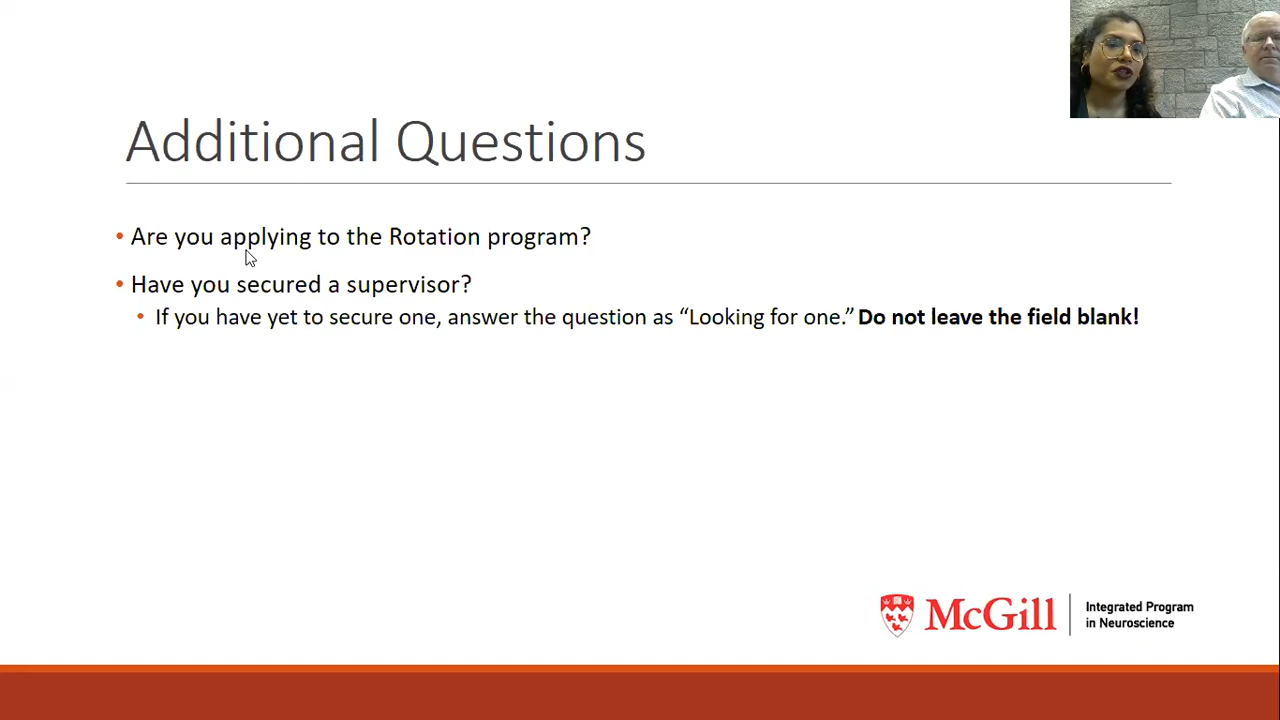 Additional Questions
• Are you applying to the Rotation program?
• Have you secured a supervisor?
• If you have yet to secure one, answer the question as “Looking for one.” Do not leave the field blank!
McGill
Integrated Program
in Neuroscience